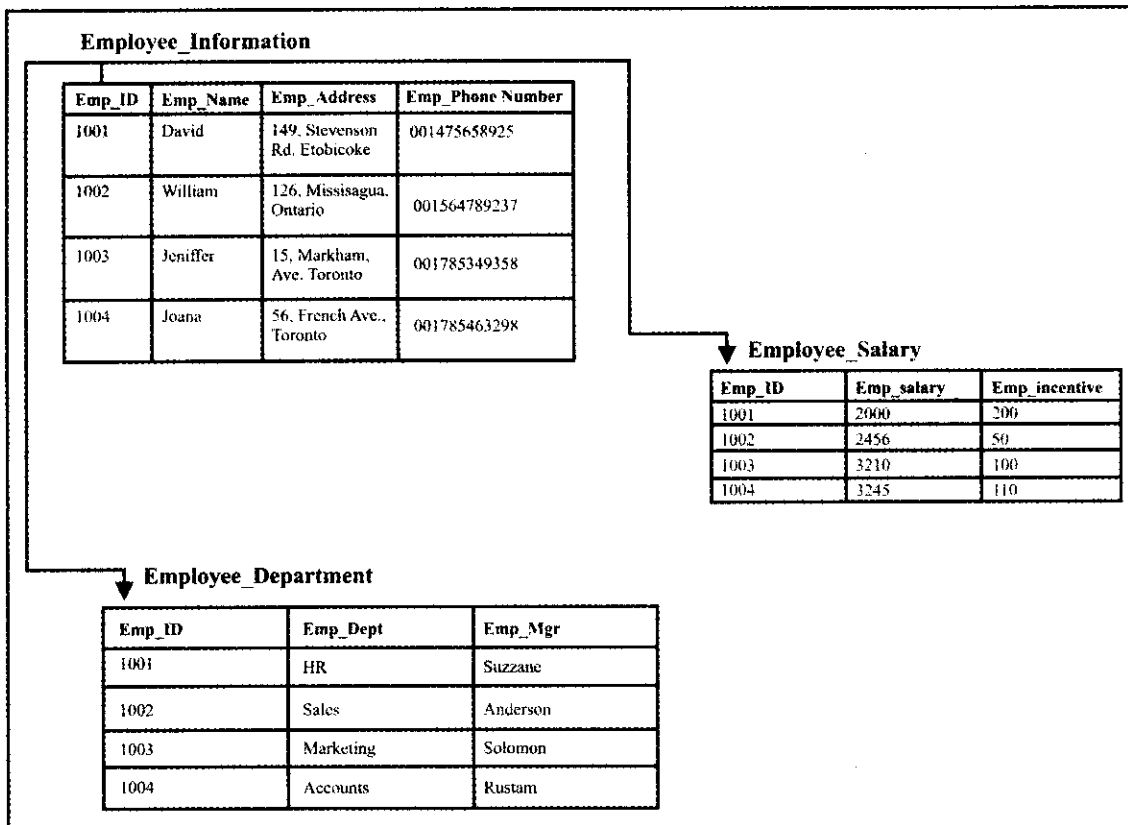 Employee_Information
Emp_ID Emp_Name Emp_Address Emp_Phone Number
1001 David 149, Stevenson Rd. Etobicoke 001475658925
1002 William 126, Missisagua. Ontario 001564789237
1003 Jeniffer 15, Markham, Ave. Toronto 001785349358
1004 Joana 56, French Ave., Toronto 001785463298
Employee_Salary
Emp_ID Emp_salary Emp_incentive
1001 2000 200
1002 2456 50
1003 3210 100
1004 3245 110
Employee_Department
Emp_ID Emp_Dept Emp_Mgr
1001 HR Suzzane
1002 Sales Anderson
1003 Marketing Solomon
1004 Accounts Rustam